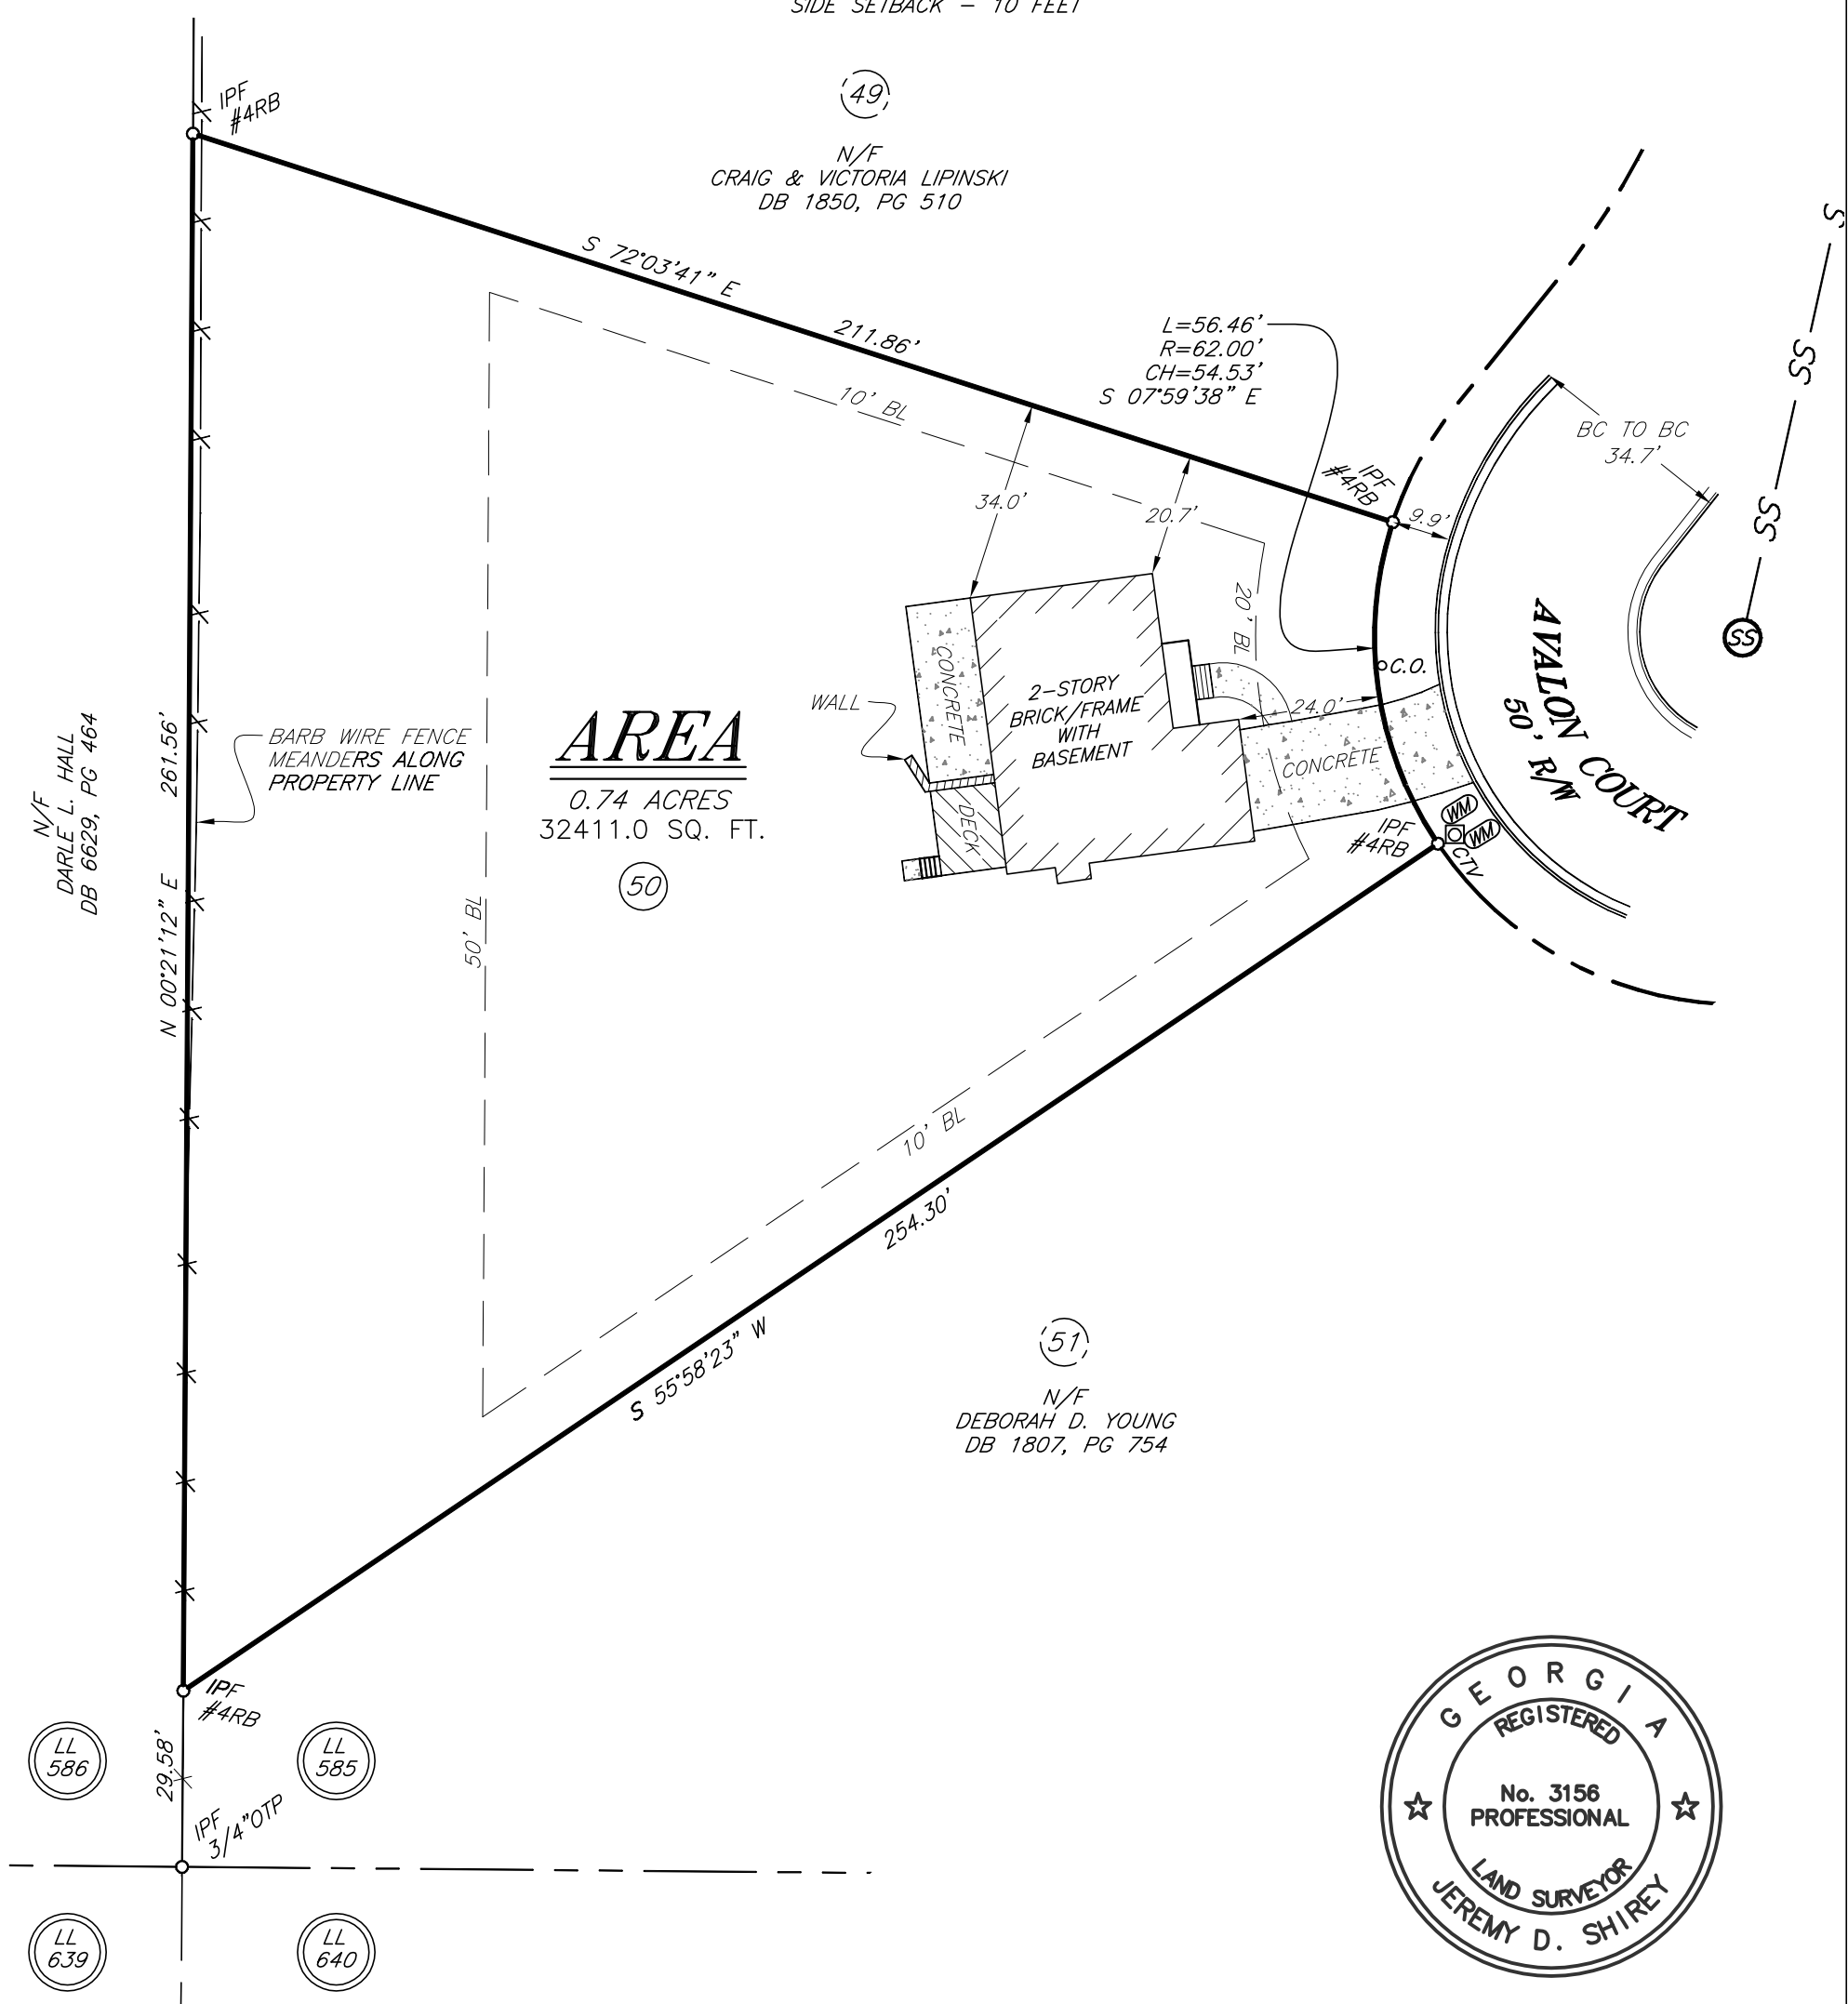 SIDE SETBACK - 10 FEET
IPF
#4RB
49
N/F
CRAIG & VICTORIA LIPINSKI
DB 1850, PG 510
S 72°03'41" E
211.86'
10' BL
L=56.46'
R=62.00'
CH=54.53'
S 07°59'38" E
BC TO BC
34.7'
S
SS
SS
SS
IPF
#4RB
9.9'
34.0'
20.7'
20' BL
C.O.
AVALON COURT
50' R/W
CONCRETE
2-STORY
BRICK/FRAME
WITH
BASEMENT
24.0'
CONCRETE
WALL
DECK
WM
WM
CTV
IPF
#4RB
AREA
0.74 ACRES
32411.0 SQ. FT.
50
BARB WIRE FENCE
MEANDERS ALONG
PROPERTY LINE
N/F
DARLE L. HALL
DB 6629, PG 464
N 00°21'12" E
261.56'
50' BL
10' BL
254.30'
S 55°58'23" W
51
N/F
DEBORAH D. YOUNG
DB 1807, PG 754
IPF
#4RB
29.58'
LL
586
LL
585
IPF
3/4"OTP
LL
639
LL
640
GEORGIA
REGISTERED
No. 3156
PROFESSIONAL
LAND SURVEYOR
JEREMY D. SHIREY